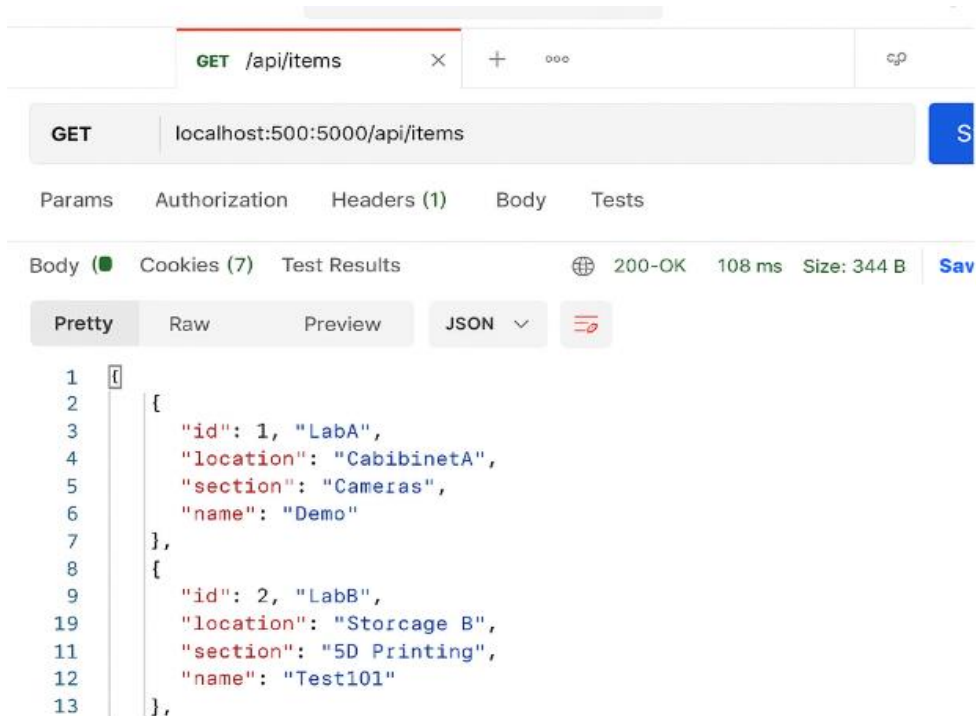 GET /api/items × + ooo
GET localhost:500:5000/api/items S
Params Authorization Headers (1) Body Tests
Body ( Cookies (7) Test Results 200-OK 108 ms Size: 344 B Sav
Pretty Raw Preview JSON
1 [
2 {
3 "id": 1, "LabA",
4 "location": "CabibinetA",
5 "section": "Cameras",
6 "name": "Demo"
7 },
8 {
9 "id": 2, "LabB",
19 "location": "Storcage B",
11 "section": "5D Printing",
12 "name": "Test101"
13 },